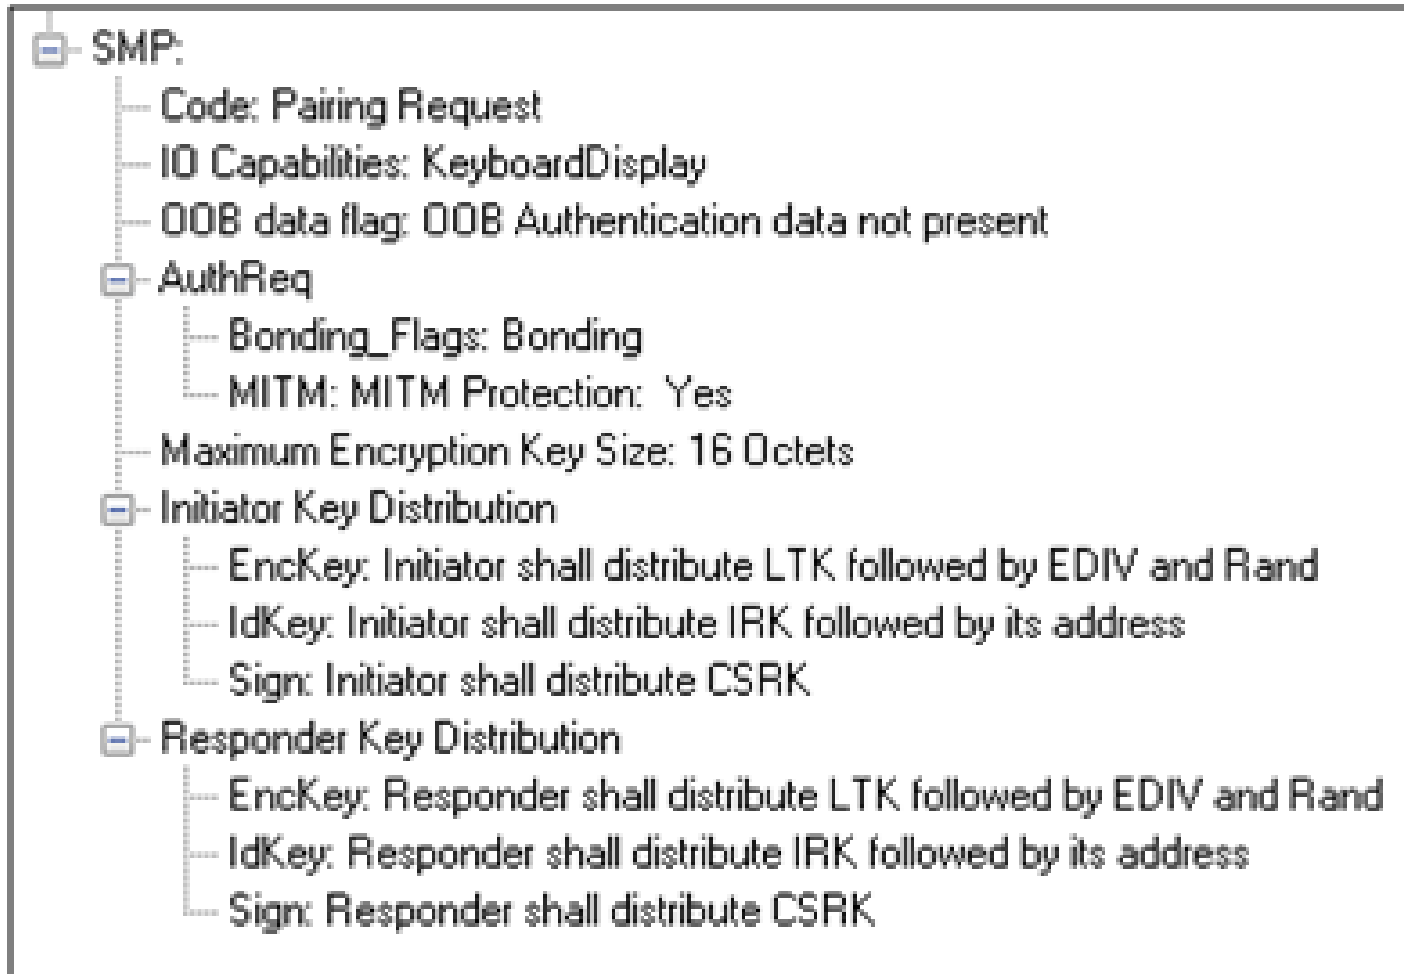 SMP:
Code: Pairing Request
IO Capabilities: KeyboardDisplay
OOB data flag: OOB Authentication data not present
AuthReq
Bonding_Flags: Bonding
MITM: MITM Protection:  Yes
Maximum Encryption Key Size: 16 Octets
Initiator Key Distribution
EncKey: Initiator shall distribute LTK followed by EDIV and Rand
IdKey: Initiator shall distribute IRK followed by its address
Sign: Initiator shall distribute CSRK
Responder Key Distribution
EncKey: Responder shall distribute LTK followed by EDIV and Rand
IdKey: Responder shall distribute IRK followed by its address
Sign: Responder shall distribute CSRK